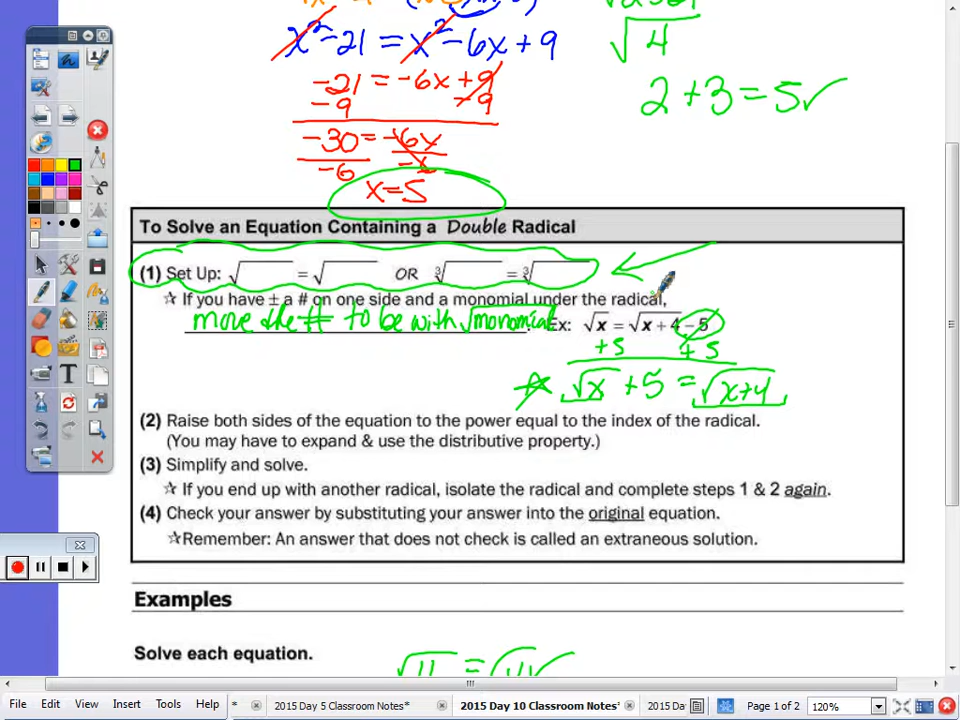 x² - 21 = x² - 6x + 9
√4
-21 = -6x + 9
-9 -9
2 + 3 = 5✓
-30 = -6x
-6
x = 5
To Solve an Equation Containing a Double Radical
(1) Set Up: √ = √ OR ∛ = ∛
☆ If you have ± a # on one side and a monomial under the radical,
move the # to be with √monomial. Ex: √x = √x + 4 - 5
+5 +5
☆ √x + 5 = √x+4
(2) Raise both sides of the equation to the power equal to the index of the radical.
(You may have to expand & use the distributive property.)
(3) Simplify and solve.
☆ If you end up with another radical, isolate the radical and complete steps 1 & 2 again.
(4) Check your answer by substituting your answer into the original equation.
☆Remember: An answer that does not check is called an extraneous solution.
Examples
Solve each equation.
File Edit View Insert Tools Help * 2015 Day 5 Classroom Notes* 2015 Day 10 Classroom Notes* 2015 Da Page 1 of 2 120%